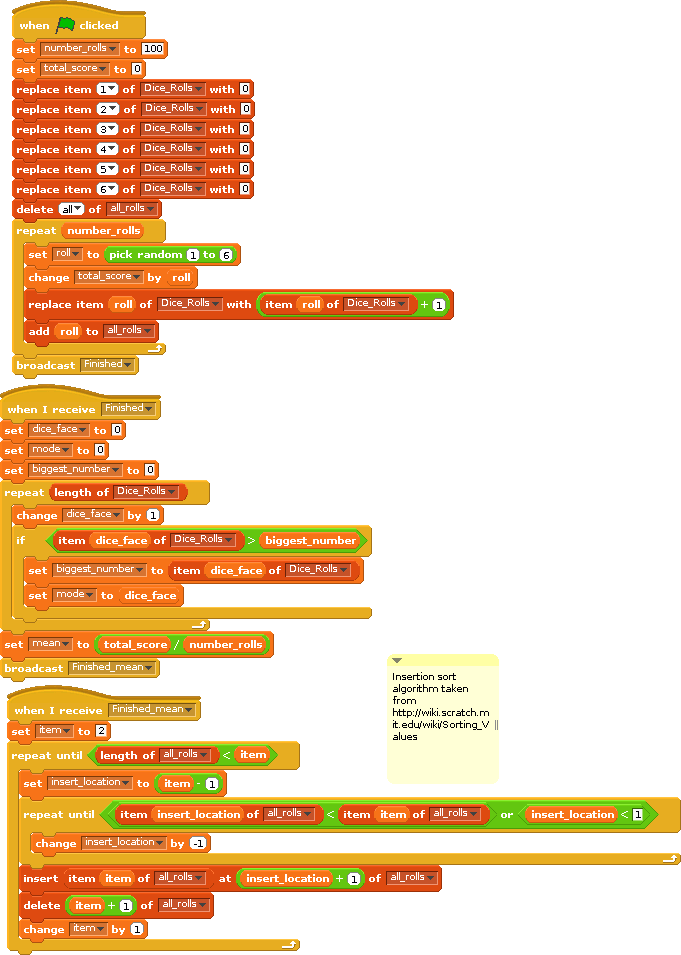 when clicked
set number_rolls to 100
set total_score to 0
replace item 1 of Dice_Rolls with 0
replace item 2 of Dice_Rolls with 0
replace item 3 of Dice_Rolls with 0
replace item 4 of Dice_Rolls with 0
replace item 5 of Dice_Rolls with 0
replace item 6 of Dice_Rolls with 0
delete all of all_rolls
repeat number_rolls
set roll to pick random 1 to 6
change total_score by roll
replace item roll of Dice_Rolls with item roll of Dice_Rolls + 1
add roll to all_rolls
broadcast Finished
when I receive Finished
set dice_face to 0
set mode to 0
set biggest_number to 0
repeat length of Dice_Rolls
change dice_face by 1
if item dice_face of Dice_Rolls > biggest_number
set biggest_number to item dice_face of Dice_Rolls
set mode to dice_face
set mean to total_score / number_rolls
broadcast Finished_mean
when I receive Finished_mean
set item to 2
repeat until length of all_rolls < item
set insert_location to item - 1
repeat until item insert_location of all_rolls < item item of all_rolls or insert_location < 1
change insert_location by -1
insert item item of all_rolls at insert_location + 1 of all_rolls
delete item + 1 of all_rolls
change item by 1
Insertion sort
algorithm taken
from
http://wiki.scratch.m
it.edu/wiki/Sorting_V
alues